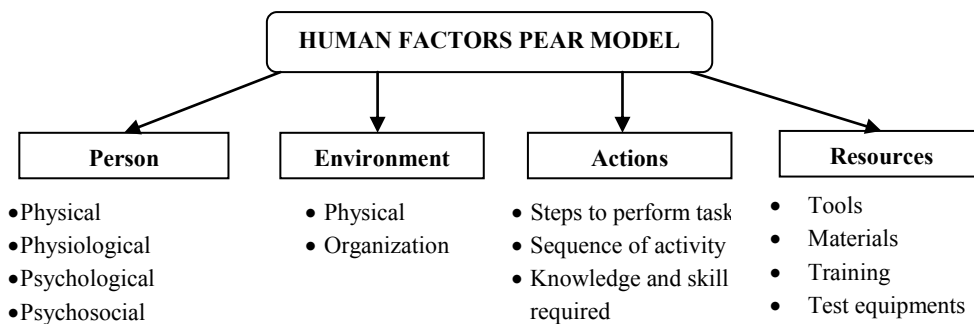 HUMAN FACTORS PEAR MODEL
Person
•Physical
•Physiological
•Psychological
•Psychosocial
Environment
• Physical
• Organization
Actions
• Steps to perform task
• Sequence of activity
• Knowledge and skill
required
Resources
• Tools
• Materials
• Training
• Test equipments